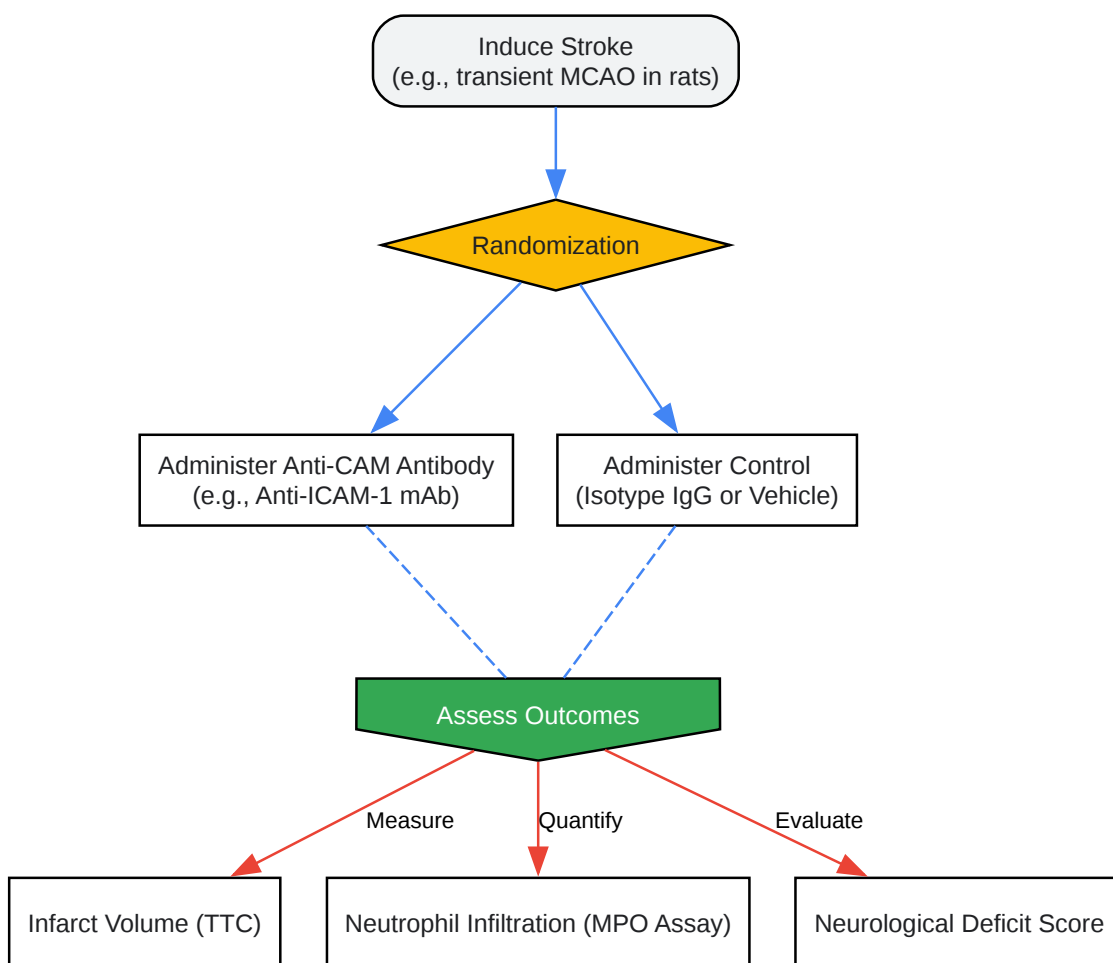 Induce Stroke
(e.g., transient MCAO in rats)
Randomization
Administer Anti-CAM Antibody
(e.g., Anti-ICAM-1 mAb)
Administer Control
(Isotype IgG or Vehicle)
Assess Outcomes
Measure
Quantify
Evaluate
Infarct Volume (TTC)
Neutrophil Infiltration (MPO Assay)
Neurological Deficit Score